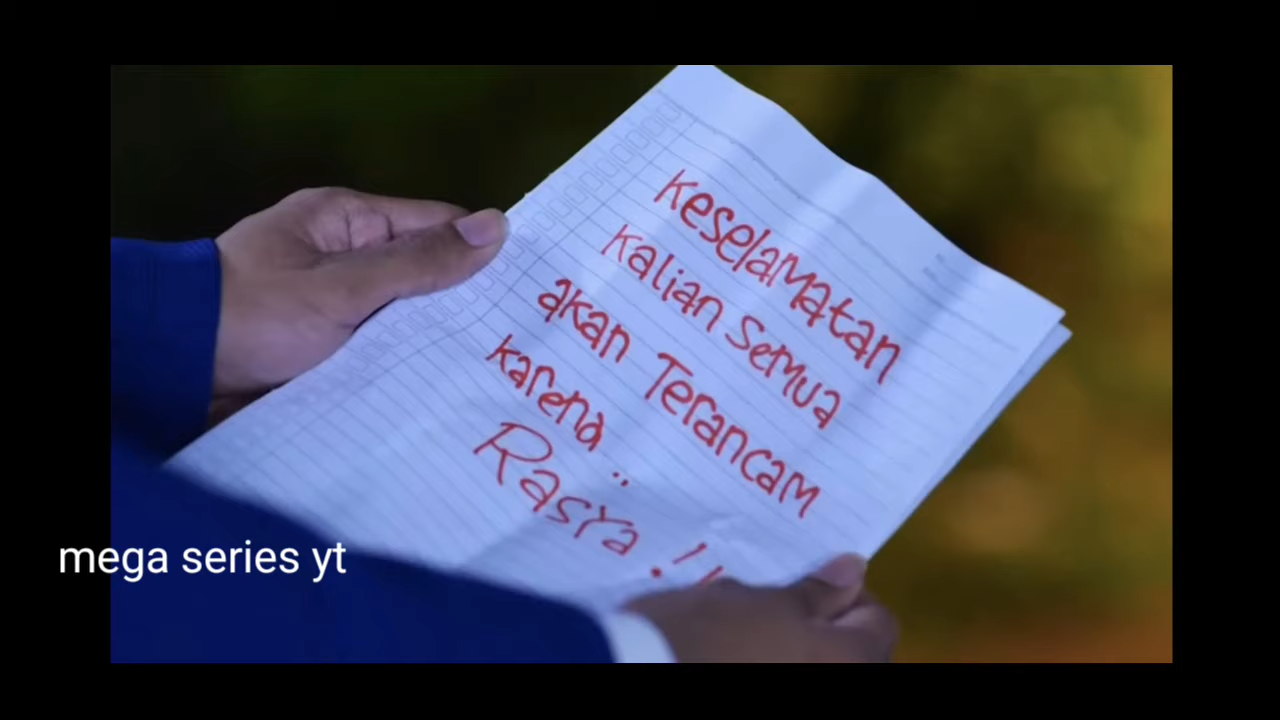 Keselamatan
Kalian Semua
akan Terancam
karena ..
Rasya !!
mega series yt